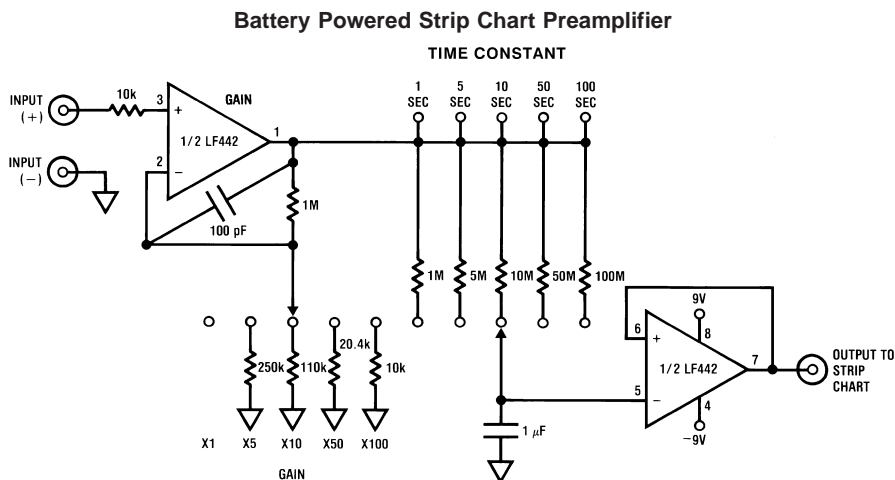 Battery Powered Strip Chart Preamplifier
TIME CONSTANT
1 SEC
5 SEC
10 SEC
50 SEC
100 SEC
INPUT (+)
10k
3
+
GAIN
1/2 LF442
1
2
−
INPUT (−)
100 pF
1M
1M
5M
10M
50M
100M
250k
110k
20.4k
10k
X1
X5
X10
X50
X100
GAIN
1 μF
6
+
9V
8
1/2 LF442
7
5
−
4
−9V
OUTPUT TO
STRIP
CHART